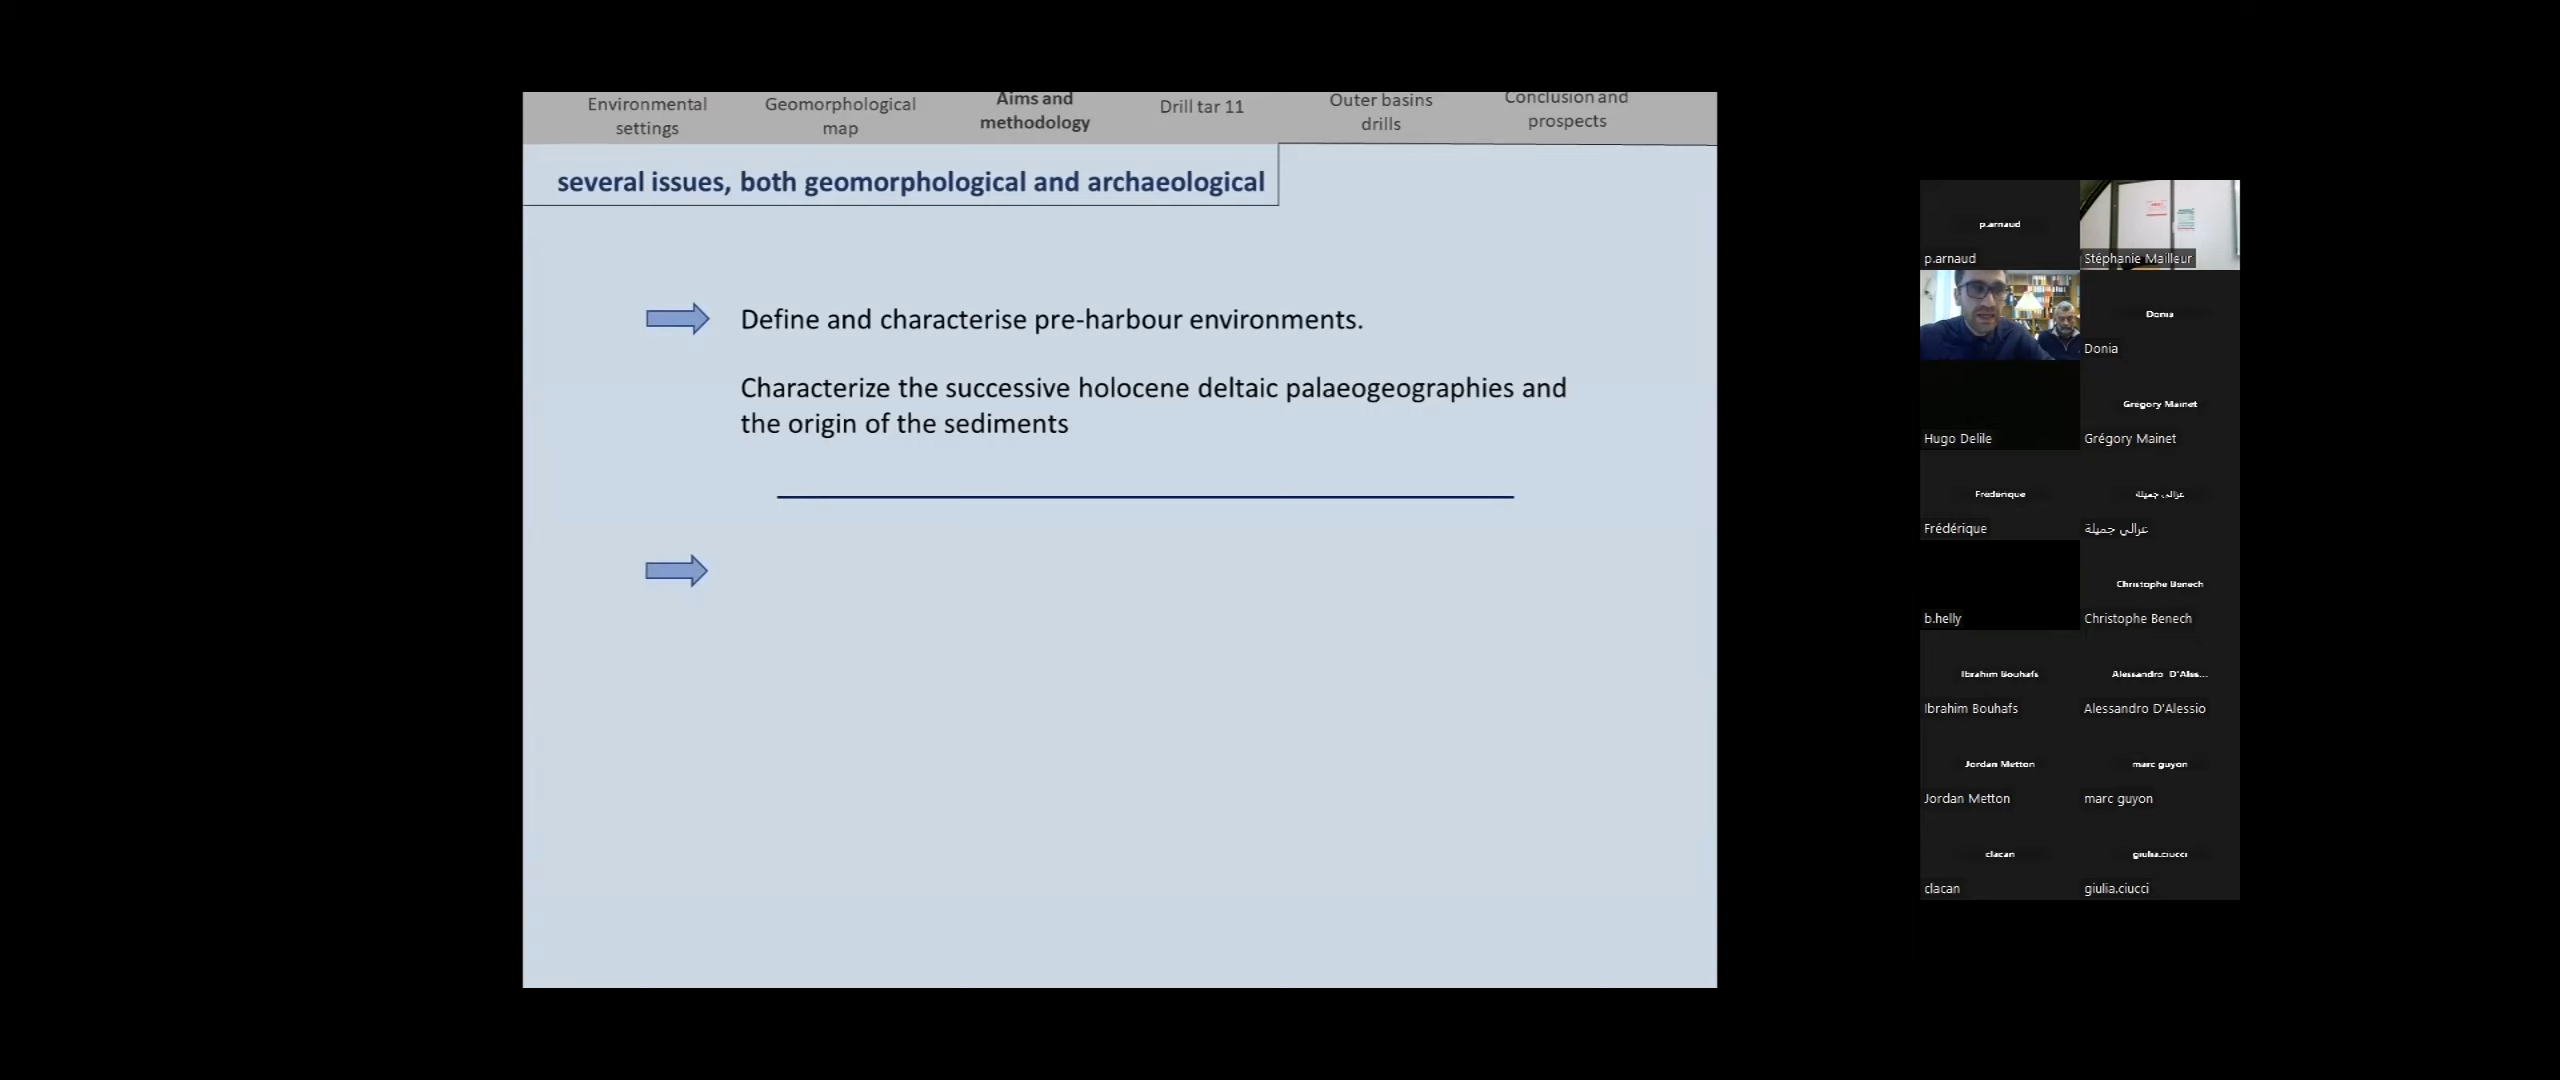 Environmental
settings
Geomorphological
map
Aims and
methodology
Drill tar 11
Outer basins
drills
Conclusion and
prospects
several issues, both geomorphological and archaeological
Define and characterise pre-harbour environments.
Characterize the successive holocene deltaic palaeogeographies and
the origin of the sediments
p.arnaud
p.arnaud
Stéphanie Mailleur
Donia
Donia
Hugo Delile
Grégory Mainet
Grégory Mainet
Frédérique
Frédérique
عزالي جميلة
عزالي جميلة
b.helly
Christophe Benech
Christophe Benech
Ibrahim Bouhafs
Ibrahim Bouhafs
Alessandro D'Ales...
Alessandro D'Alessio
Jordan Metton
Jordan Metton
marc guyon
marc guyon
clacan
clacan
giulia.ciucci
giulia.ciucci